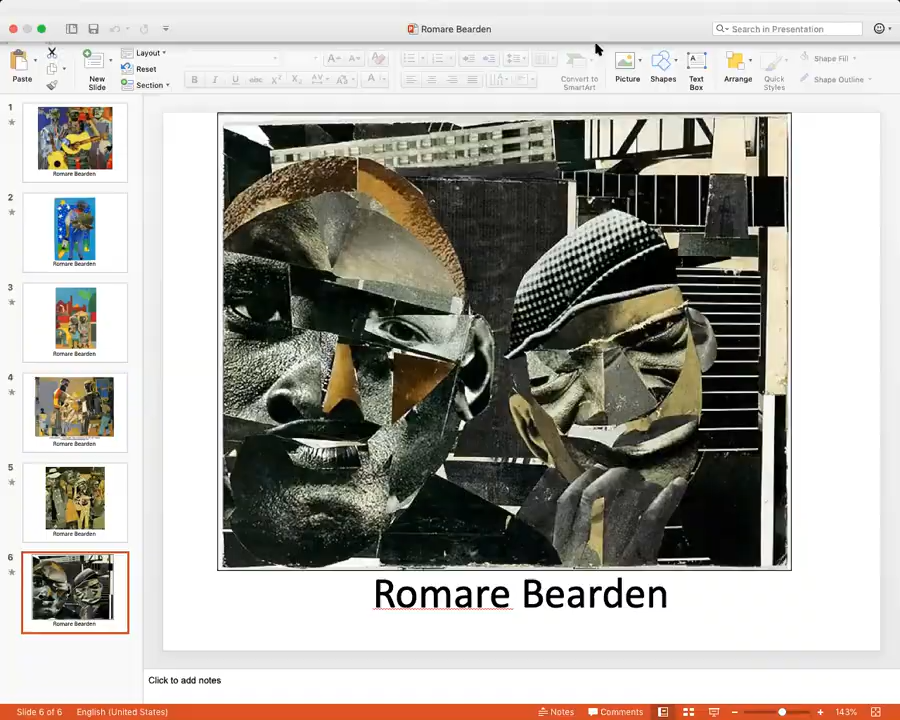 Romare Bearden
Search in Presentation
Paste
New
Slide
Layout
Reset
Section
Convert to
SmartArt
Picture
Shapes
Text
Box
Arrange
Quick
Styles
Shape Fill
Shape Outline
1
Romare Bearden
2
Romare Bearden
3
Romare Bearden
4
Romare Bearden
5
Romare Bearden
6
Romare Bearden
Romare Bearden
Click to add notes
Slide 6 of 6
English (United States)
Notes
Comments
143%